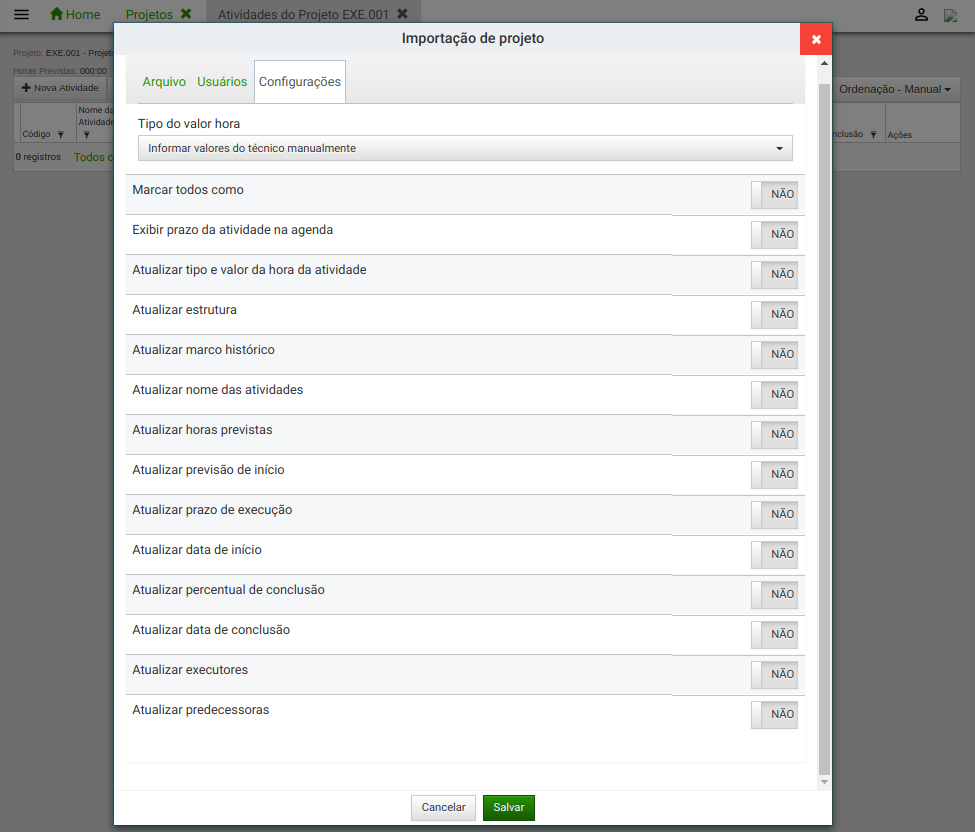 Home
Projetos
Atividades do Projeto EXE.001
Importação de projeto
Projeto: EXE.001 - Projet
Horas Previstas: 000:00
Nova Atividade
Ordenação - Manual
Código
Nome da
Atividade
nclusão
Ações
0 registros
Todos o
Arquivo
Usuários
Configurações
Tipo do valor hora
Informar valores do técnico manualmente
Marcar todos como NÃO
Exibir prazo da atividade na agenda NÃO
Atualizar tipo e valor da hora da atividade NÃO
Atualizar estrutura NÃO
Atualizar marco histórico NÃO
Atualizar nome das atividades NÃO
Atualizar horas previstas NÃO
Atualizar previsão de início NÃO
Atualizar prazo de execução NÃO
Atualizar data de início NÃO
Atualizar percentual de conclusão NÃO
Atualizar data de conclusão NÃO
Atualizar executores NÃO
Atualizar predecessoras NÃO
Cancelar
Salvar